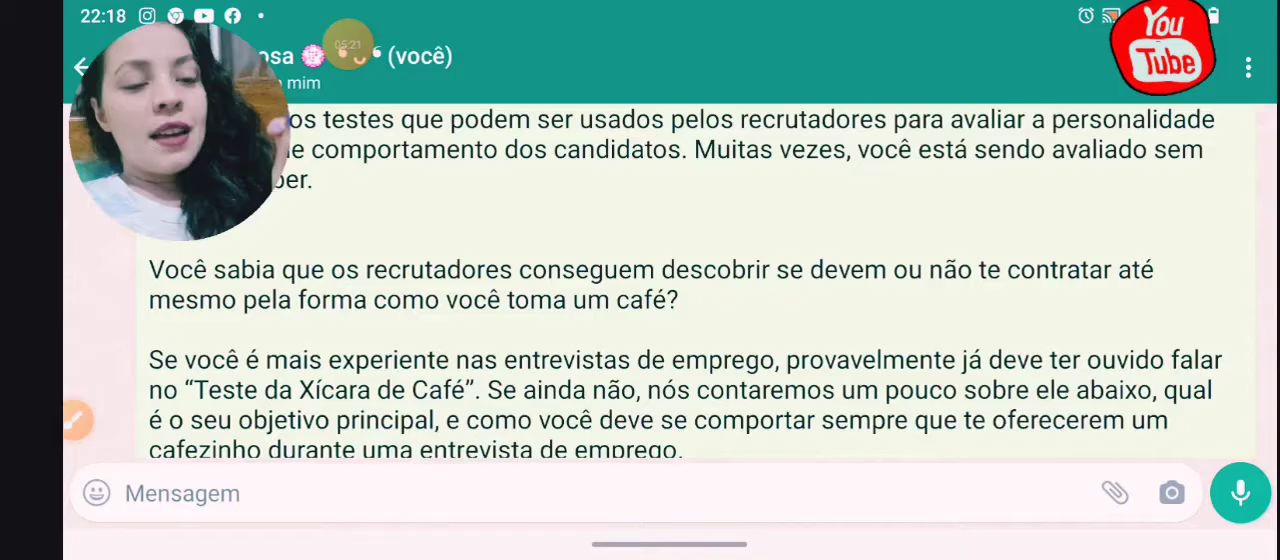 22:18
You
Tube
05:21
osa (você)
mim
os testes que podem ser usados pelos recrutadores para avaliar a personalidade
e comportamento dos candidatos. Muitas vezes, você está sendo avaliado sem
ber.
Você sabia que os recrutadores conseguem descobrir se devem ou não te contratar até
mesmo pela forma como você toma um café?
Se você é mais experiente nas entrevistas de emprego, provavelmente já deve ter ouvido falar
no “Teste da Xícara de Café”. Se ainda não, nós contaremos um pouco sobre ele abaixo, qual
é o seu objetivo principal, e como você deve se comportar sempre que te oferecerem um
cafezinho durante uma entrevista de emprego.
Mensagem